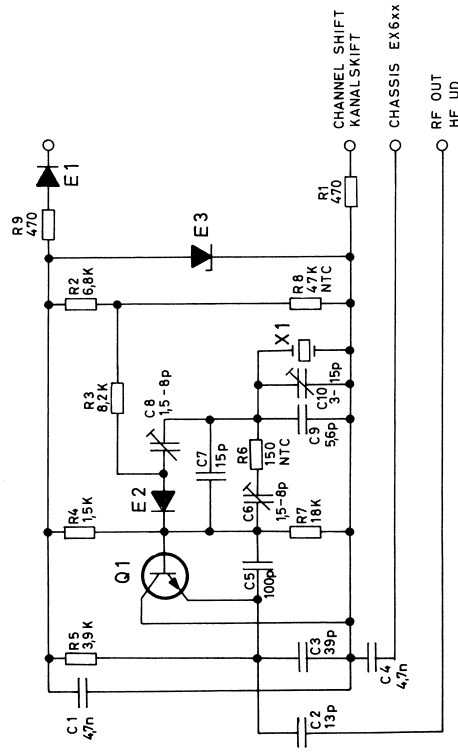 R9
470
E1
R2
6,8K
E3
R3
8,2K
R8
47K
NTC
R1
470
CHANNEL SHIFT
KANALSKIFT
CHASSIS EX6xx
RF OUT
HF UD
C8
1,5-8p
X1
C10
3-15p
C7
15p
R6
150
NTC
C9
5,6p
R4
1,5K
E2
C6
1,5-8p
R7
18K
Q1
C5
100p
R5
3,9K
C3
39p
C4
4,7n
C1
4,7n
C2
13p